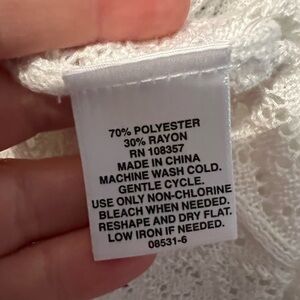 70% POLYESTER
30% RAYON
RN 108357
MADE IN CHINA
MACHINE WASH COLD.
GENTLE CYCLE.
USE ONLY NON-CHLORINE
BLEACH WHEN NEEDED.
RESHAPE AND DRY FLAT.
LOW IRON IF NEEDED.
08531-6